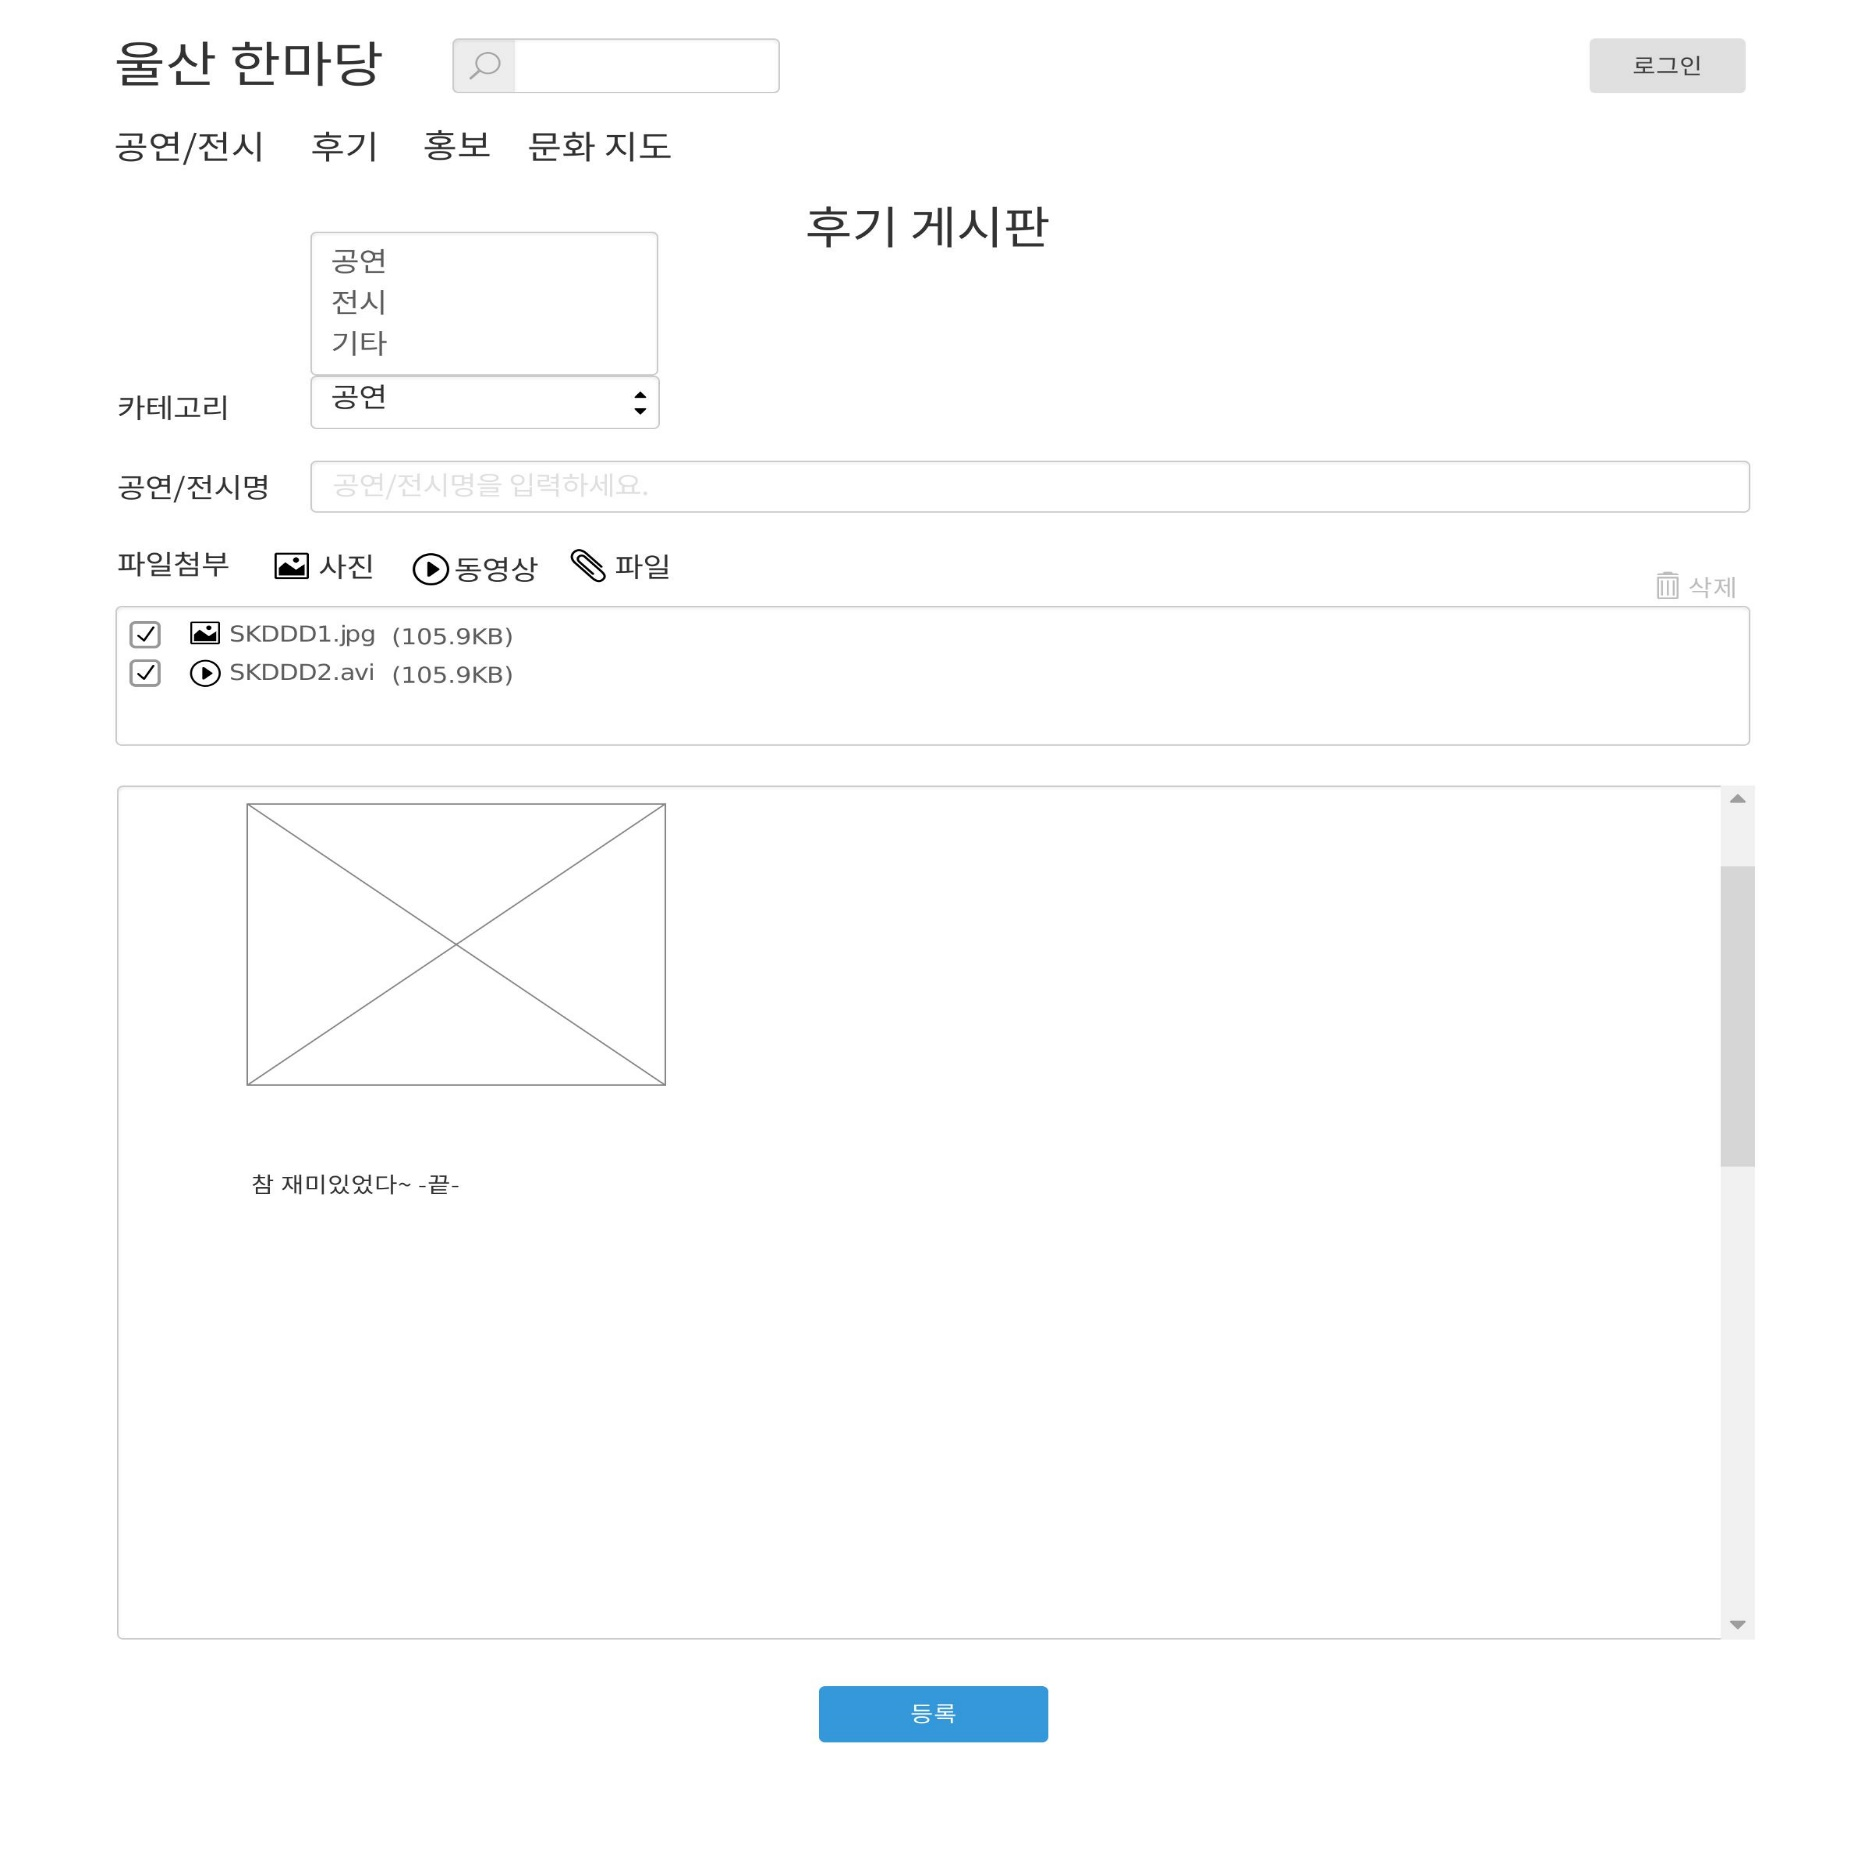 울산 한마당
로그인
공연/전시 후기 홍보 문화 지도
후기 게시판
공연
전시
기타
카테고리 공연
공연/전시명 공연/전시명을 입력하세요.
파일첨부 사진 동영상 파일
삭제
SKDDD1.jpg (105.9KB)
SKDDD2.avi (105.9KB)
참 재미있었다~ -끝-
등록